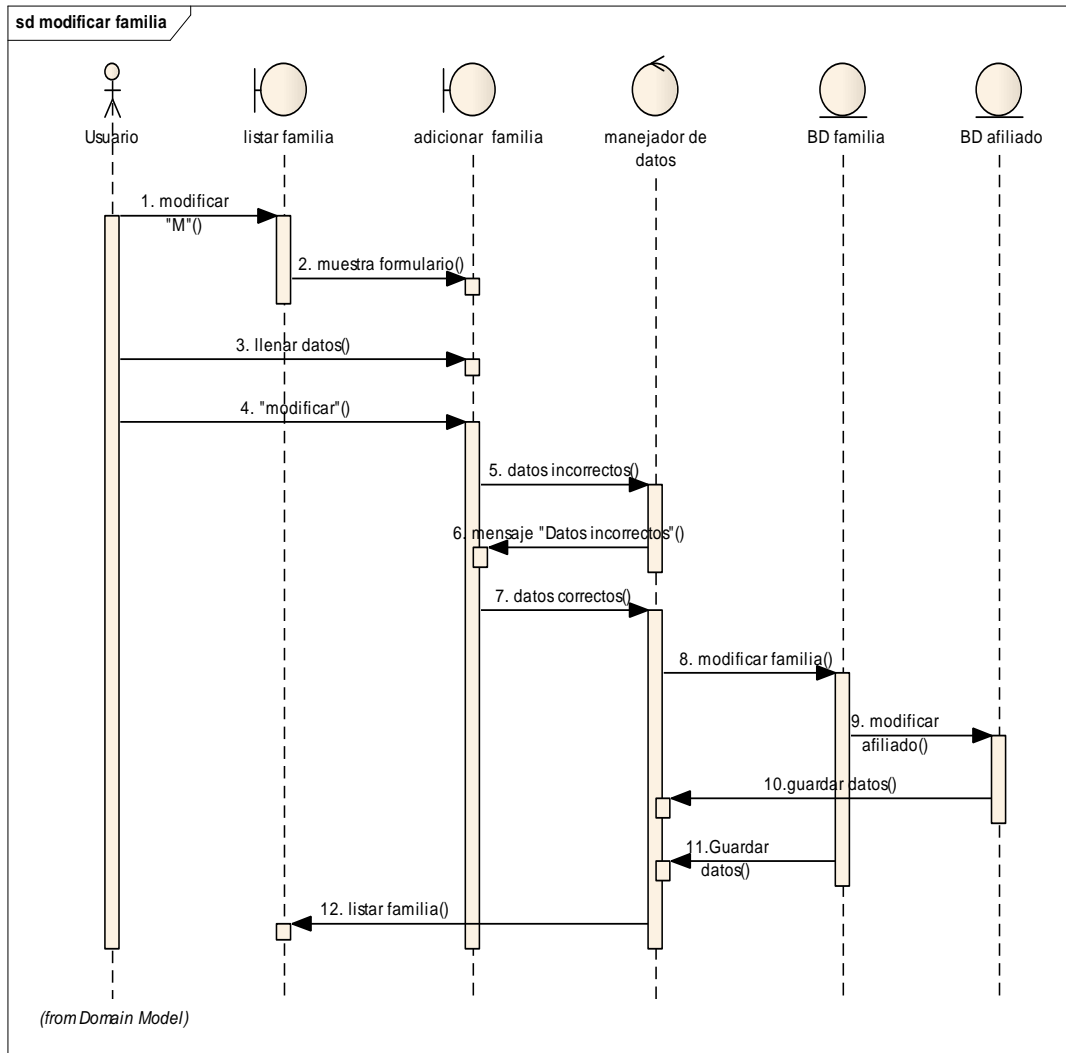 sd modificar familia
Usuario
listar familia
adicionar familia
manejador de
datos
BD familia
BD afiliado
1. modificar
"M"()
2. muestra formulario()
3. llenar datos()
4. "modificar"()
5. datos incorrectos()
6. mensaje "Datos incorrectos"()
7. datos correctos()
8. modificar familia()
9. modificar
afiliado()
10.guardar datos()
11.Guardar
datos()
12. listar familia()
(from Domain Model)